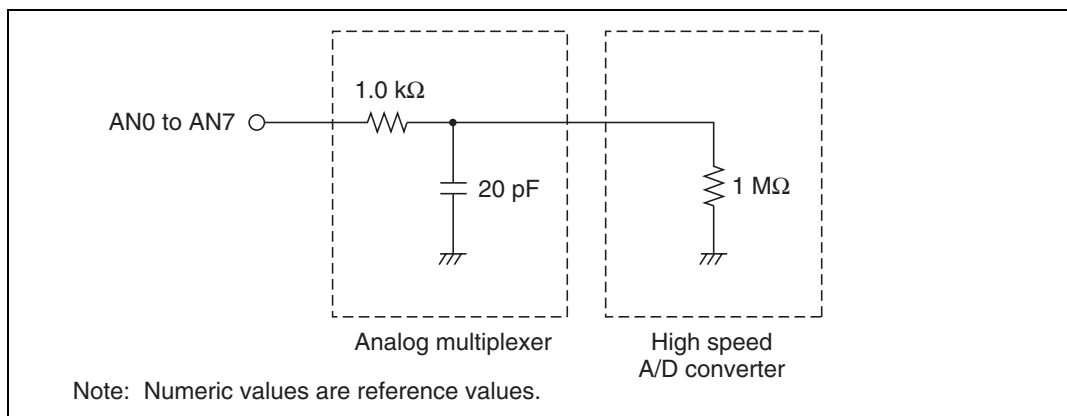 1.0 kΩ
AN0 to AN7
20 pF
1 MΩ
Analog multiplexer
High speed
A/D converter
Note: Numeric values are reference values.